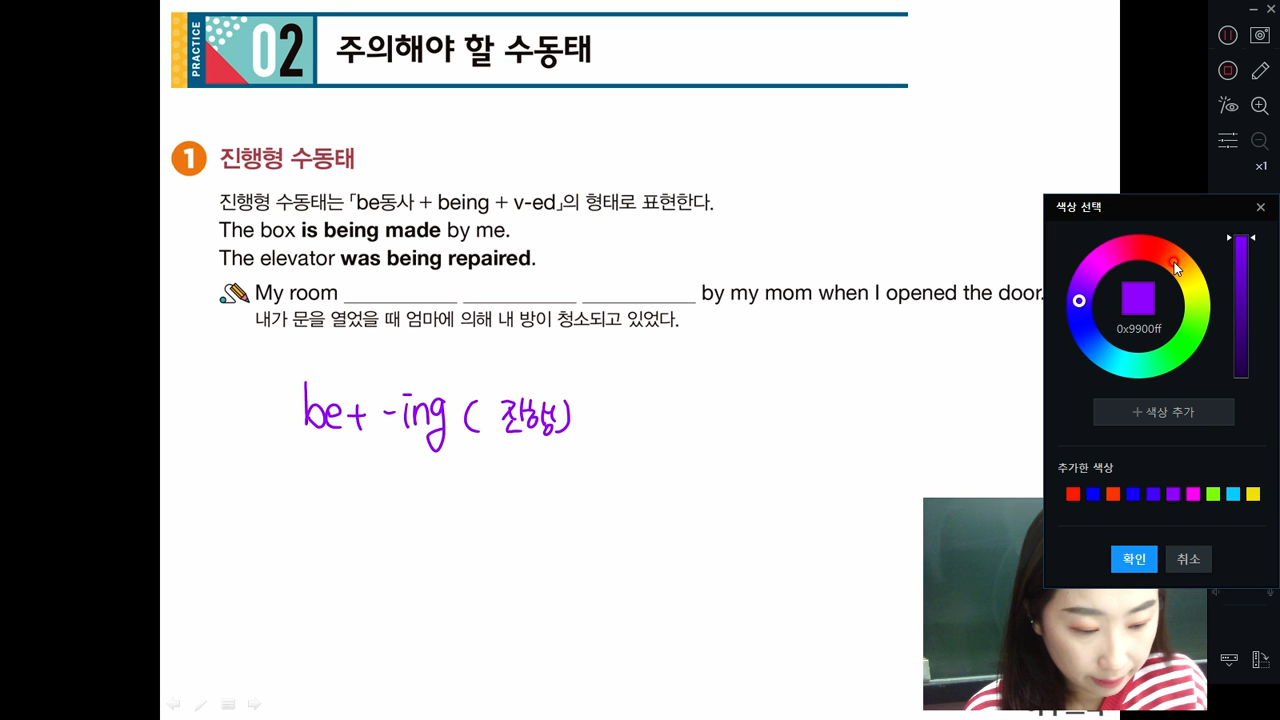 PRACTICE 02 주의해야 할 수동태
1 진행형 수동태
진행형 수동태는 「be동사 + being + v-ed」의 형태로 표현한다.
The box is being made by me.
The elevator was being repaired.
My room __________ __________ __________ by my mom when I opened the door.
내가 문을 열었을 때 엄마에 의해 내 방이 청소되고 있었다.
be+ -ing ( 진행)
x1
색상 선택
0x9900ff
+ 색상 추가
추가한 색상
확인 취소